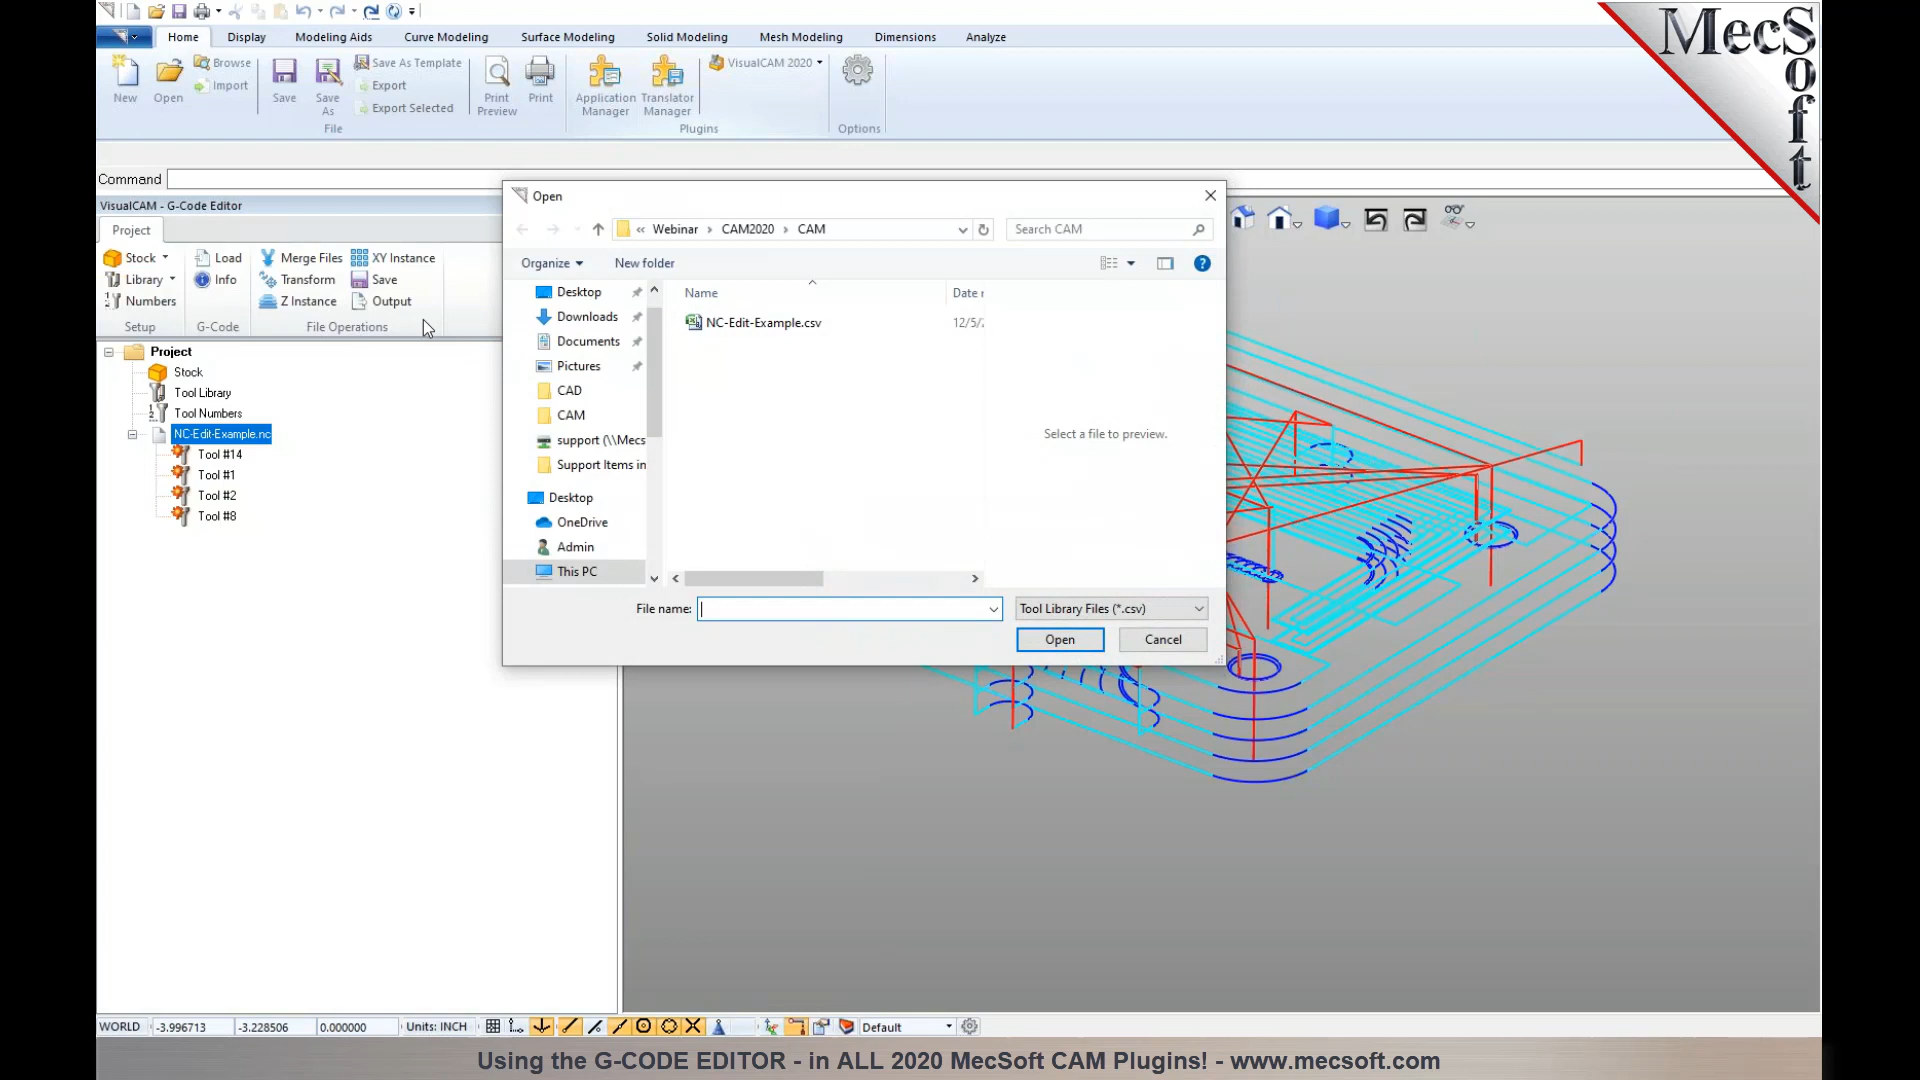 Home Display Modeling Aids Curve Modeling Surface Modeling Solid Modeling Mesh Modeling Dimensions Analyze
New Open Browse Import Save Save As Save As Template Export Export Selected Print Preview Print Application Manager Translator Manager VisualCAM 2020
File Plugins Options
MecSoft
Command
VisualCAM - G-Code Editor
Project
Stock Load Merge Files XY Instance
Library Info Transform Save
Numbers Z Instance Output
Setup G-Code File Operations
Project
Stock
Tool Library
Tool Numbers
NC-Edit-Example.nc
Tool #14
Tool #1
Tool #2
Tool #8
Open
« Webinar › CAM2020 › CAM Search CAM
Organize New folder
Desktop
Downloads
Documents
Pictures
CAD
CAM
support (\\Mecs
Support Items in
Desktop
OneDrive
Admin
This PC
Name Date r
NC-Edit-Example.csv 12/5/2
Select a file to preview.
File name: Tool Library Files (*.csv)
Open Cancel
WORLD -3.996713 -3.228506 0.000000 Units: INCH Default
Using the G-CODE EDITOR - in ALL 2020 MecSoft CAM Plugins! - www.mecsoft.com